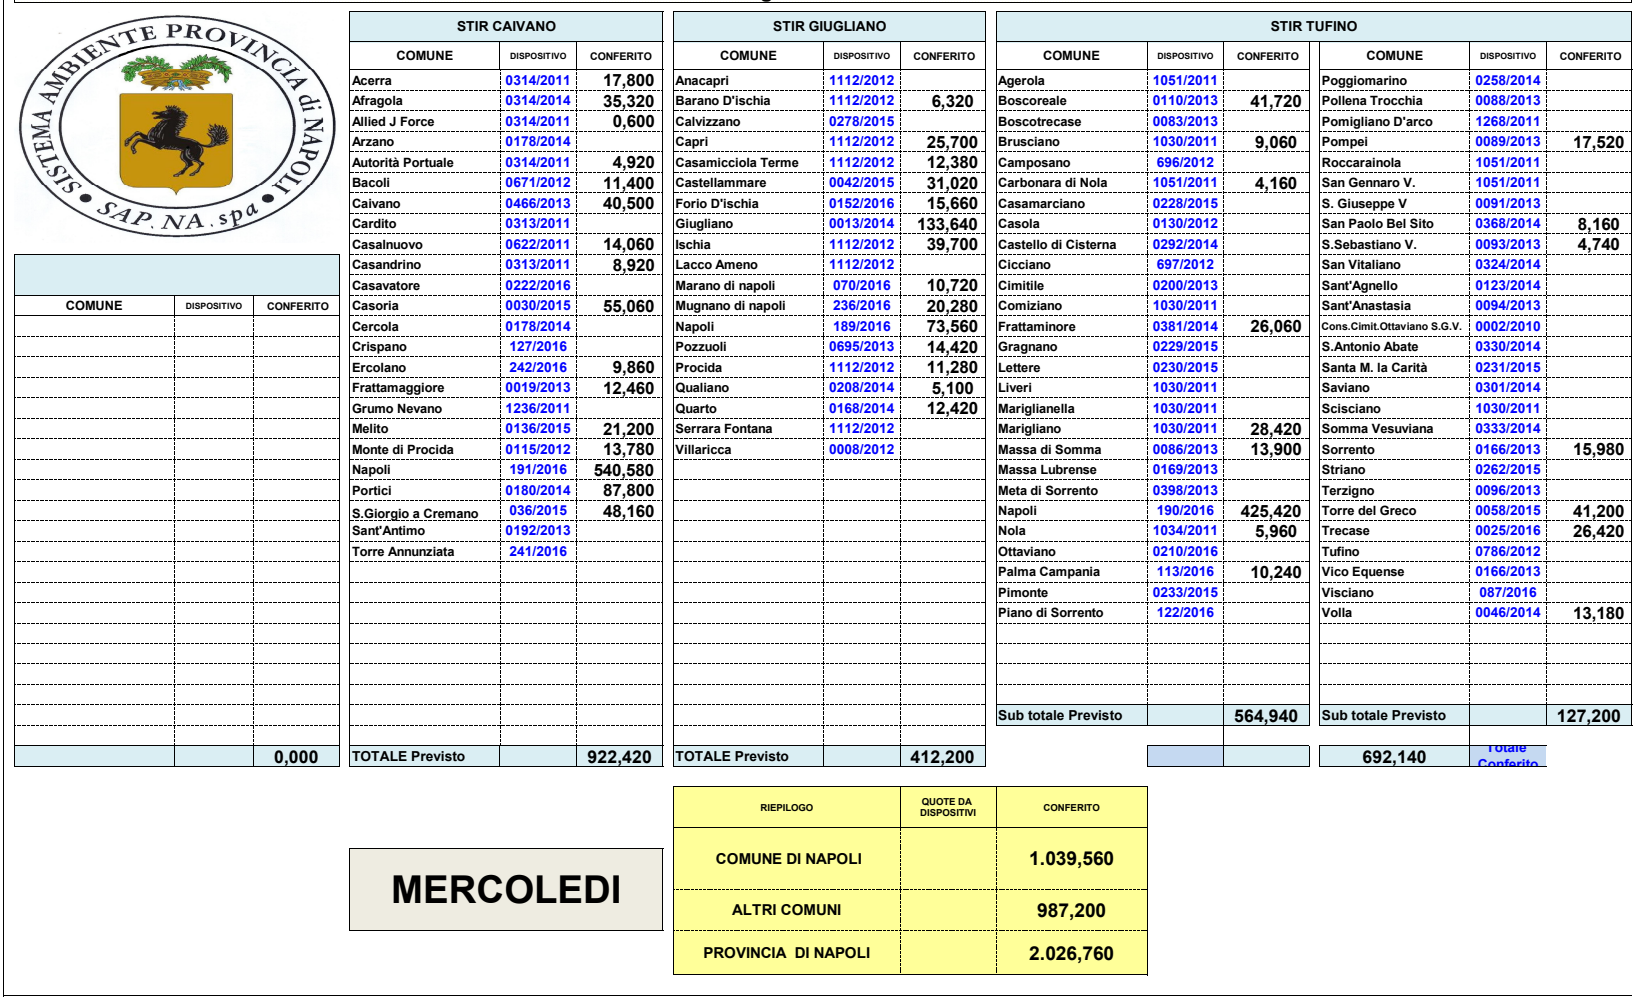 SISTEMA AMBIENTE PROVINCIA di NAPOLI
SAP. NA. spa
COMUNE DISPOSITIVO CONFERITO
0,000
STIR CAIVANO
COMUNE DISPOSITIVO CONFERITO
Acerra 0314/2011 17,800
Afragola 0314/2014 35,320
Allied J Force 0314/2011 0,600
Arzano 0178/2014
Autorità Portuale 0314/2011 4,920
Bacoli 0671/2012 11,400
Caivano 0466/2013 40,500
Cardito 0313/2011
Casalnuovo 0622/2011 14,060
Casandrino 0313/2011 8,920
Casavatore 0222/2016
Casoria 0030/2015 55,060
Cercola 0178/2014
Crispano 127/2016
Ercolano 242/2016 9,860
Frattamaggiore 0019/2013 12,460
Grumo Nevano 1236/2011
Melito 0136/2015 21,200
Monte di Procida 0115/2012 13,780
Napoli 191/2016 540,580
Portici 0180/2014 87,800
S.Giorgio a Cremano 036/2015 48,160
Sant'Antimo 0192/2013
Torre Annunziata 241/2016
TOTALE Previsto 922,420
STIR GIUGLIANO
COMUNE DISPOSITIVO CONFERITO
Anacapri 1112/2012
Barano D'ischia 1112/2012 6,320
Calvizzano 0278/2015
Capri 1112/2012 25,700
Casamicciola Terme 1112/2012 12,380
Castellammare 0042/2015 31,020
Forio D'ischia 0152/2016 15,660
Giugliano 0013/2014 133,640
Ischia 1112/2012 39,700
Lacco Ameno 1112/2012
Marano di napoli 070/2016 10,720
Mugnano di napoli 236/2016 20,280
Napoli 189/2016 73,560
Pozzuoli 0695/2013 14,420
Procida 1112/2012 11,280
Qualiano 0208/2014 5,100
Quarto 0168/2014 12,420
Serrara Fontana 1112/2012
Villaricca 0008/2012
TOTALE Previsto 412,200
STIR TUFINO
COMUNE DISPOSITIVO CONFERITO
Agerola 1051/2011
Boscoreale 0110/2013 41,720
Boscotrecase 0083/2013
Brusciano 1030/2011 9,060
Camposano 696/2012
Carbonara di Nola 1051/2011 4,160
Casamarciano 0228/2015
Casola 0130/2012
Castello di Cisterna 0292/2014
Cicciano 697/2012
Cimitile 0200/2013
Comiziano 1030/2011
Frattaminore 0381/2014 26,060
Gragnano 0229/2015
Lettere 0230/2015
Liveri 1030/2011
Mariglianella 1030/2011
Marigliano 1030/2011 28,420
Massa di Somma 0086/2013 13,900
Massa Lubrense 0169/2013
Meta di Sorrento 0398/2013
Napoli 190/2016 425,420
Nola 1034/2011 5,960
Ottaviano 0210/2016
Palma Campania 113/2016 10,240
Pimonte 0233/2015
Piano di Sorrento 122/2016
Sub totale Previsto 564,940
COMUNE DISPOSITIVO CONFERITO
Poggiomarino 0258/2014
Pollena Trocchia 0088/2013
Pomigliano D'arco 1268/2011
Pompei 0089/2013 17,520
Roccarainola 1051/2011
San Gennaro V. 1051/2011
S. Giuseppe V 0091/2013
San Paolo Bel Sito 0368/2014 8,160
S.Sebastiano V. 0093/2013 4,740
San Vitaliano 0324/2014
Sant'Agnello 0123/2014
Sant'Anastasia 0094/2013
Cons.Cimit.Ottaviano S.G.V. 0002/2010
S.Antonio Abate 0330/2014
Santa M. la Carità 0231/2015
Saviano 0301/2014
Scisciano 1030/2011
Somma Vesuviana 0333/2014
Sorrento 0166/2013 15,980
Striano 0262/2015
Terzigno 0096/2013
Torre del Greco 0058/2015 41,200
Trecase 0025/2016 26,420
Tufino 0786/2012
Vico Equense 0166/2013
Visciano 087/2016
Volla 0046/2014 13,180
Sub totale Previsto 127,200
692,140 Totale
Conferito
MERCOLEDI
RIEPILOGO QUOTE DA DISPOSITIVI CONFERITO
COMUNE DI NAPOLI 1.039,560
ALTRI COMUNI 987,200
PROVINCIA DI NAPOLI 2.026,760